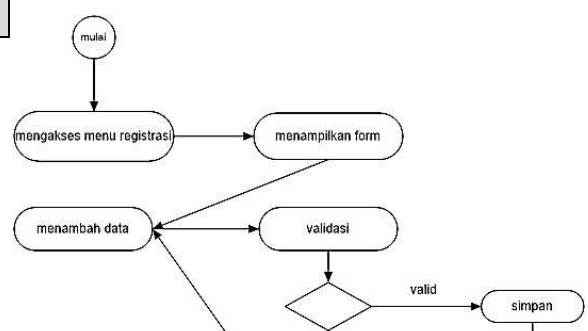 mulai
mengakses menu registrasi
menampilkan form
menambah data
validasi
valid
simpan